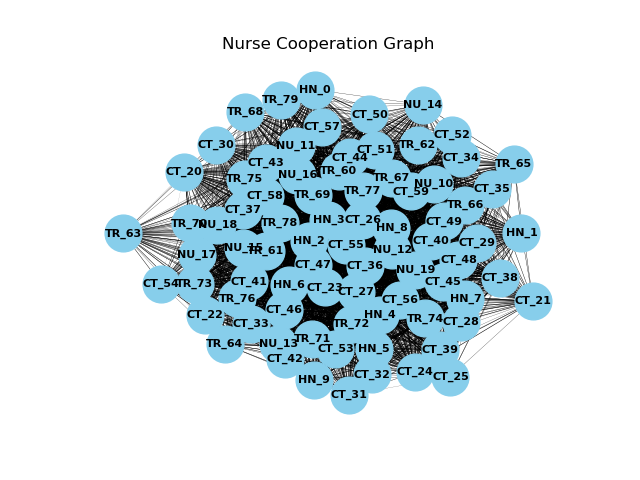 Nurse Cooperation Graph
HN_0
TR_79
NU_14
TR_68
CT_50
CT_57
CT_52
CT_30
NU_11
TR_62
CT_51
CT_44
CT_34
CT_43
TR_65
TR_60
CT_20
NU_16
TR_75
TR_67
NU_10
CT_35
TR_77
CT_59
TR_69
CT_58
TR_66
CT_37
HN_3
CT_26
CT_49
TR_78
NU_18
HN_8
TR_63
HN_1
HN_2
CT_40
CT_29
CT_55
NU_15
TR_61
NU_12
NU_17
CT_48
CT_47
CT_36
NU_19
CT_38
CT_41
CT_45
CT_54
TR_73
HN_6
CT_23
CT_27
TR_76
CT_56
HN_7
CT_21
CT_46
CT_22
HN_4
TR_74
CT_33
TR_72
CT_28
TR_71
TR_64
NU_13
CT_53
HN_5
CT_39
CT_42
CT_24
CT_32
CT_25
HN_9
CT_31